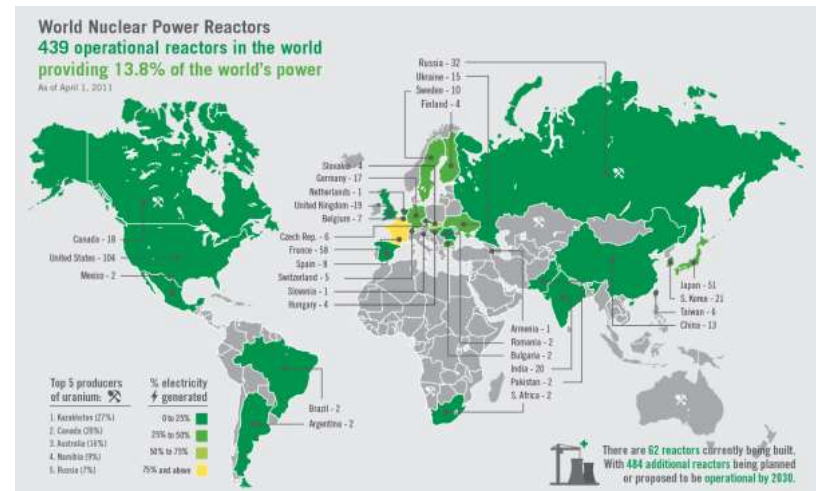 World Nuclear Power Reactors
439 operational reactors in the world
providing 13.8% of the world's power
As of April 1, 2011
Russia - 32
Ukraine - 15
Sweden - 10
Finland - 4
Slovakia - 4
Germany - 17
Netherlands - 1
United Kingdom -19
Belgium - 7
Czech Rep. - 6
France - 58
Spain - 8
Switzerland - 5
Slovenia - 1
Hungary - 4
Canada - 18
United States - 104
Mexico - 2
Japan - 51
S. Korea - 21
Taiwan - 6
China - 13
Armenia - 1
Romania - 2
Bulgaria - 2
India - 20
Pakistan - 2
S. Africa - 2
Brazil - 2
Argentina - 2
Top 5 producers
of uranium:
1. Kazakhstan (27%)
2. Canada (20%)
3. Australia (16%)
4. Namibia (9%)
5. Russia (7%)
% electricity
generated
0 to 25%
25% to 50%
50% to 75%
75% and above
There are 62 reactors currently being built.
With 484 additional reactors being planned
or proposed to be operational by 2030.